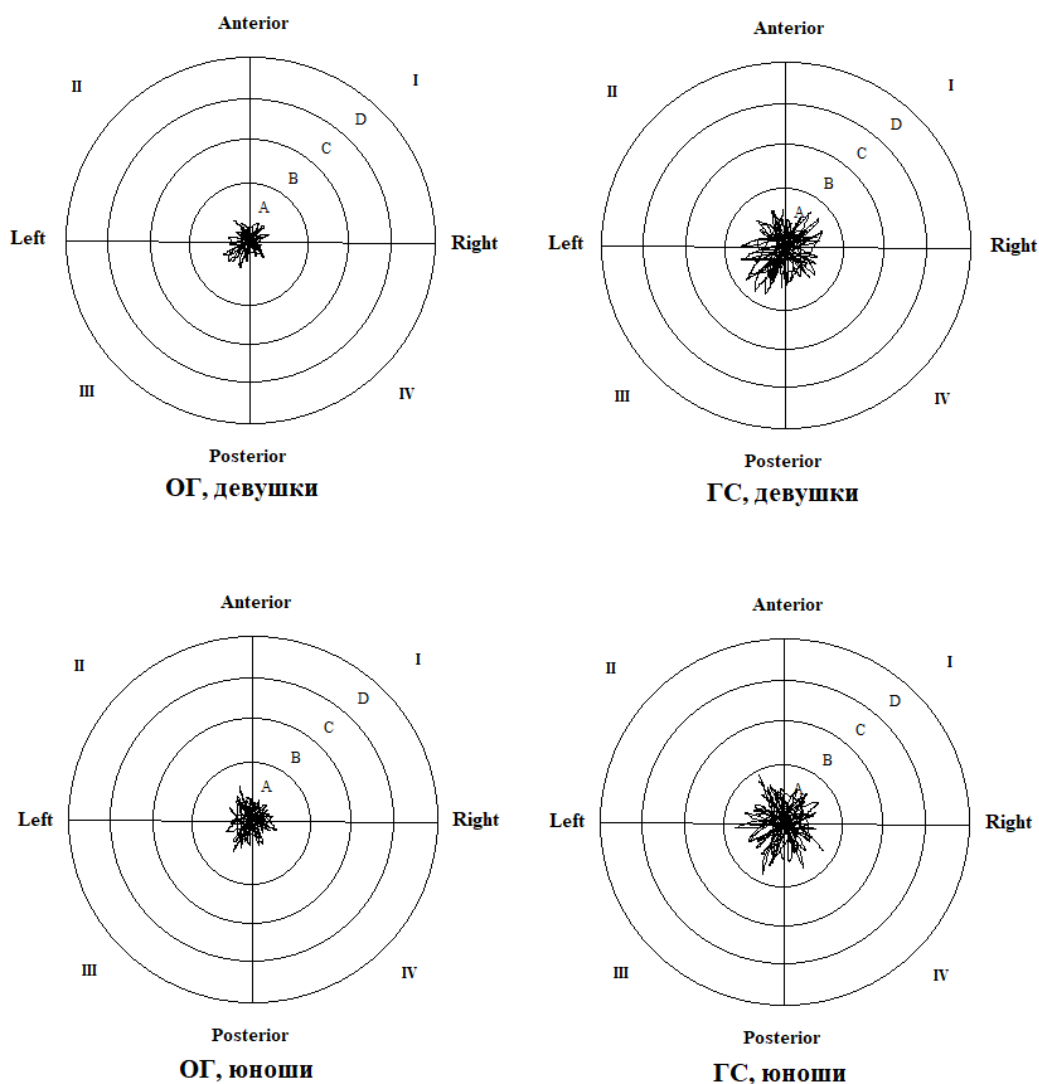 Anterior
II
I
D
C
B
A
Left
Right
III
IV
Posterior
ОГ, девушки
Anterior
II
I
D
C
B
A
Left
Right
III
IV
Posterior
ГС, девушки
Anterior
II
I
D
C
B
A
Left
Right
III
IV
Posterior
ОГ, юноши
Anterior
II
I
D
C
B
A
Left
Right
III
IV
Posterior
ГС, юноши